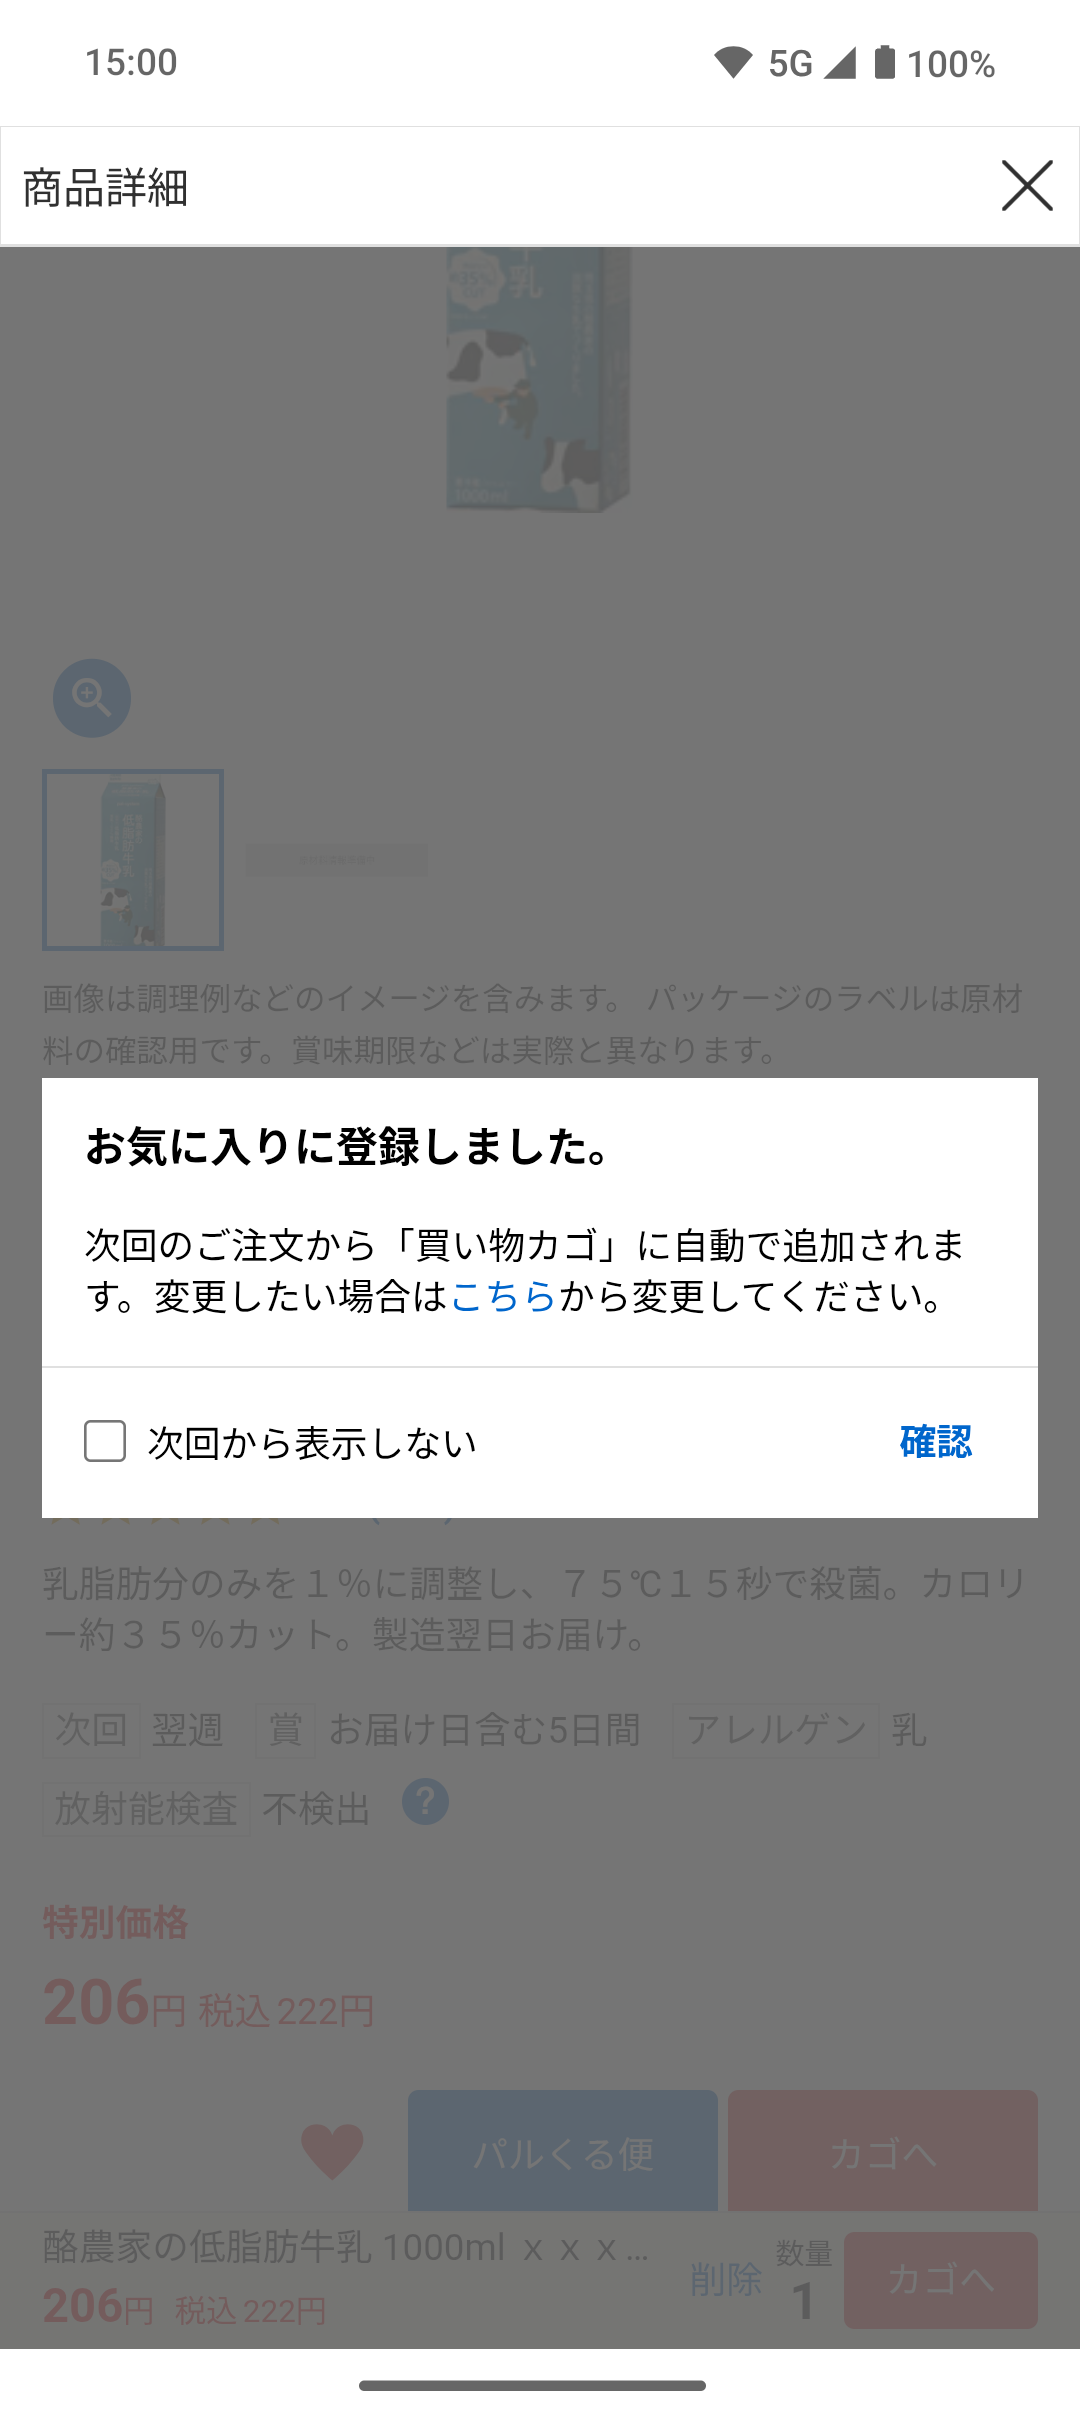 15:00
5G
100%
商品詳細
35%
乳
1000ml
低脂肪牛乳
画像は調理例などのイメージを含みます。 パッケージのラベルは原材
料の確認用です。賞味期限などは実際と異なります。
お気に入りに登録しました。
次回のご注文から「買い物カゴ」に自動で追加されま
す。変更したい場合はこちらから変更してください。
次回から表示しない
確認
乳脂肪分のみを１％に調整し、７５℃１５秒で殺菌。カロリ
ー約３５％カット。製造翌日お届け。
次回 翌週 賞 お届け日含む5日間 アレルゲン 乳
放射能検査 不検出 ?
特別価格
206円 税込 222円
パルくる便
カゴへ
酪農家の低脂肪牛乳 1000ml ｘｘｘ...
206円 税込 222円
削除
数量
1
カゴへ